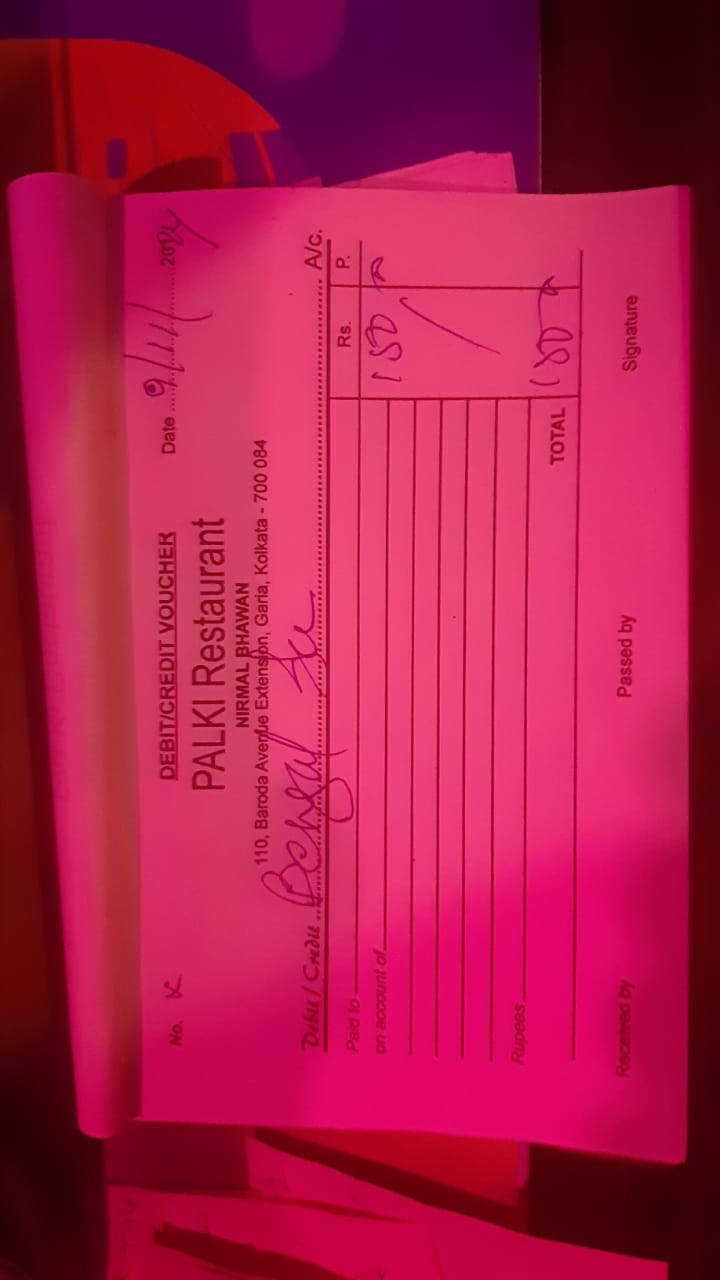 DEBIT/CREDIT VOUCHER
No. Date 9/11/2024
PALKI Restaurant
NIRMAL BHAWAN
110, Baroda Avenue Extension, Garia, Kolkata - 700 084
Debit / Credit Bengal A/c.
Paid to Rs. P.
on account of 150
Rupees
TOTAL 150
Received by Passed by Signature